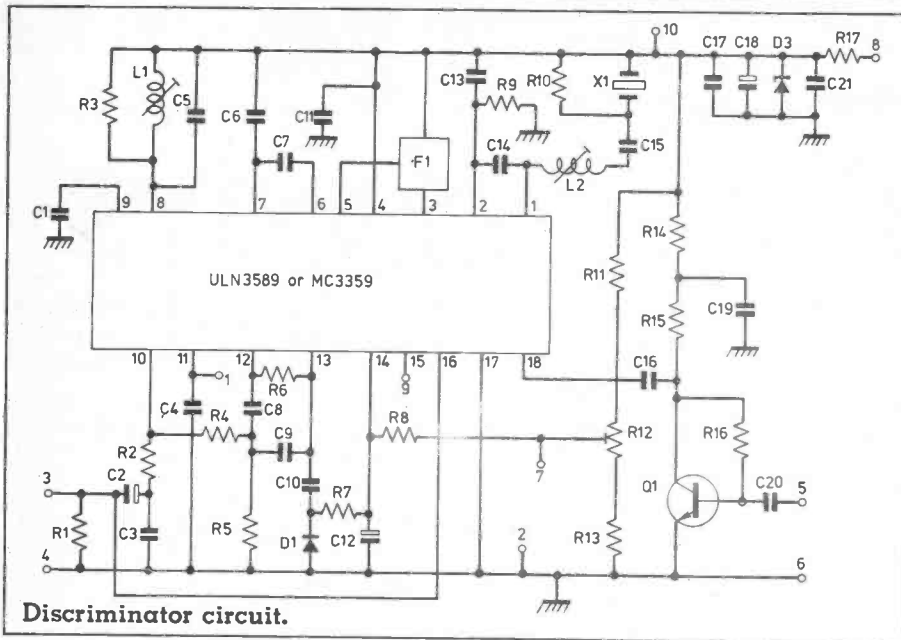 10
L1
R3
C5
C6
C7
C11
F1
C13
R9
R10
X1
C14
C15
L2
C17
C18
D3
R17
8
C21
C1
9
8
7
6
5
4
3
2
1
ULN3589 or MC3359
R11
R14
R15
C19
10
11
12
13
14
15
16
17
18
1
9
C16
R6
C4
C8
R4
R2
C9
R8
R12
R16
7
3
C2
C10
R7
Q1
C20
5
R1
C3
R5
D1
C12
2
R13
4
6
Discriminator circuit.